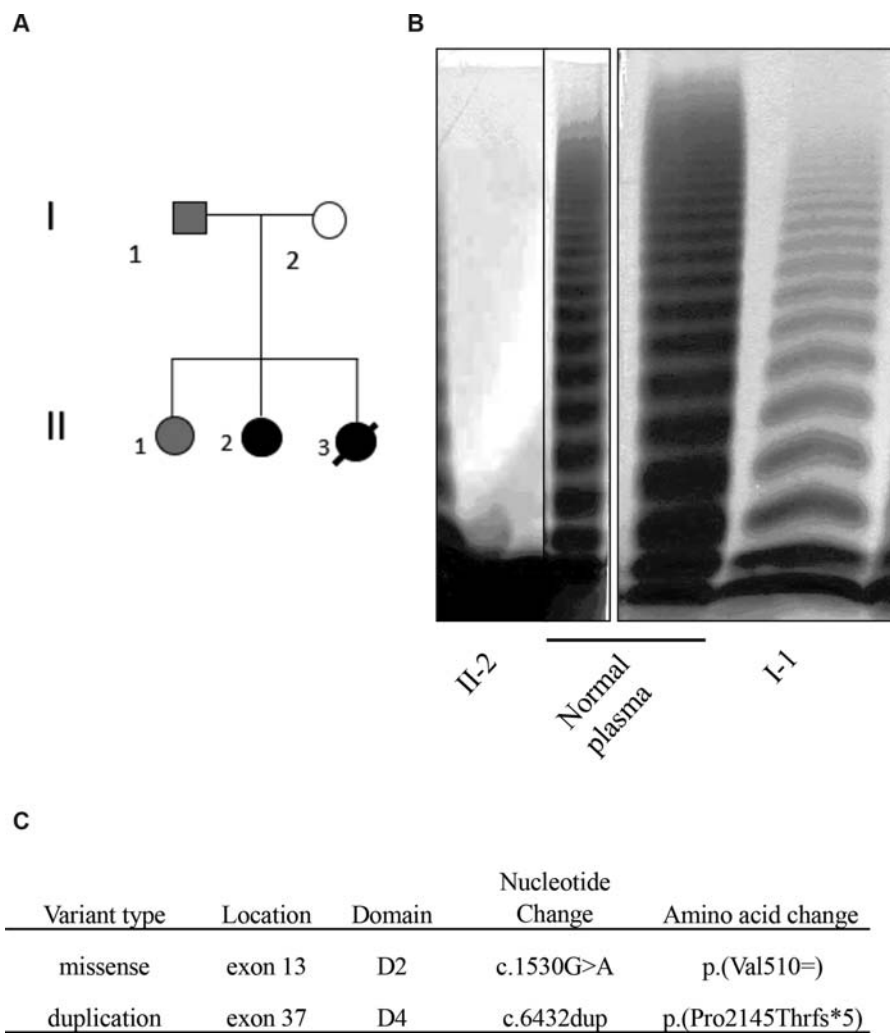 A
B
I
1
2
II
1
2
3
II-2
Normal plasma
I-1
C
Variant type Location Domain Nucleotide Change Amino acid change
missense exon 13 D2 c.1530G>A p.(Val510=)
duplication exon 37 D4 c.6432dup p.(Pro2145Thrfs*5)